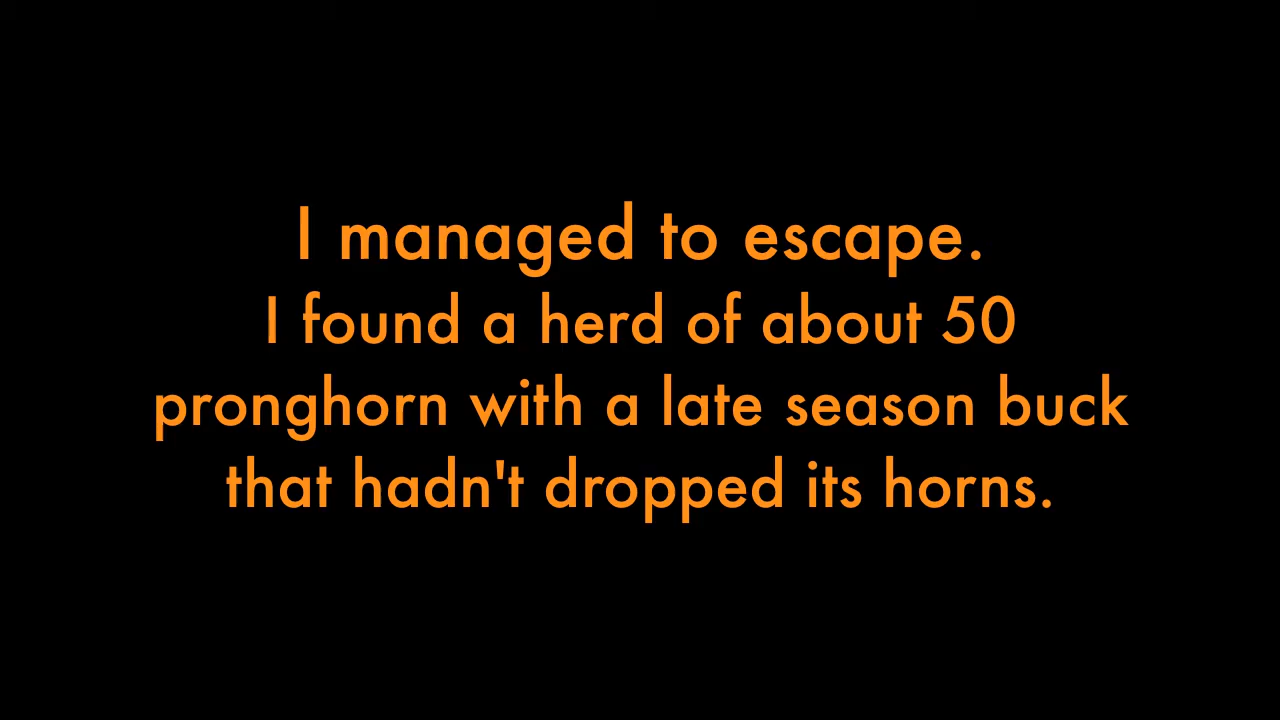 I managed to escape.
I found a herd of about 50
pronghorn with a late season buck
that hadn't dropped its horns.